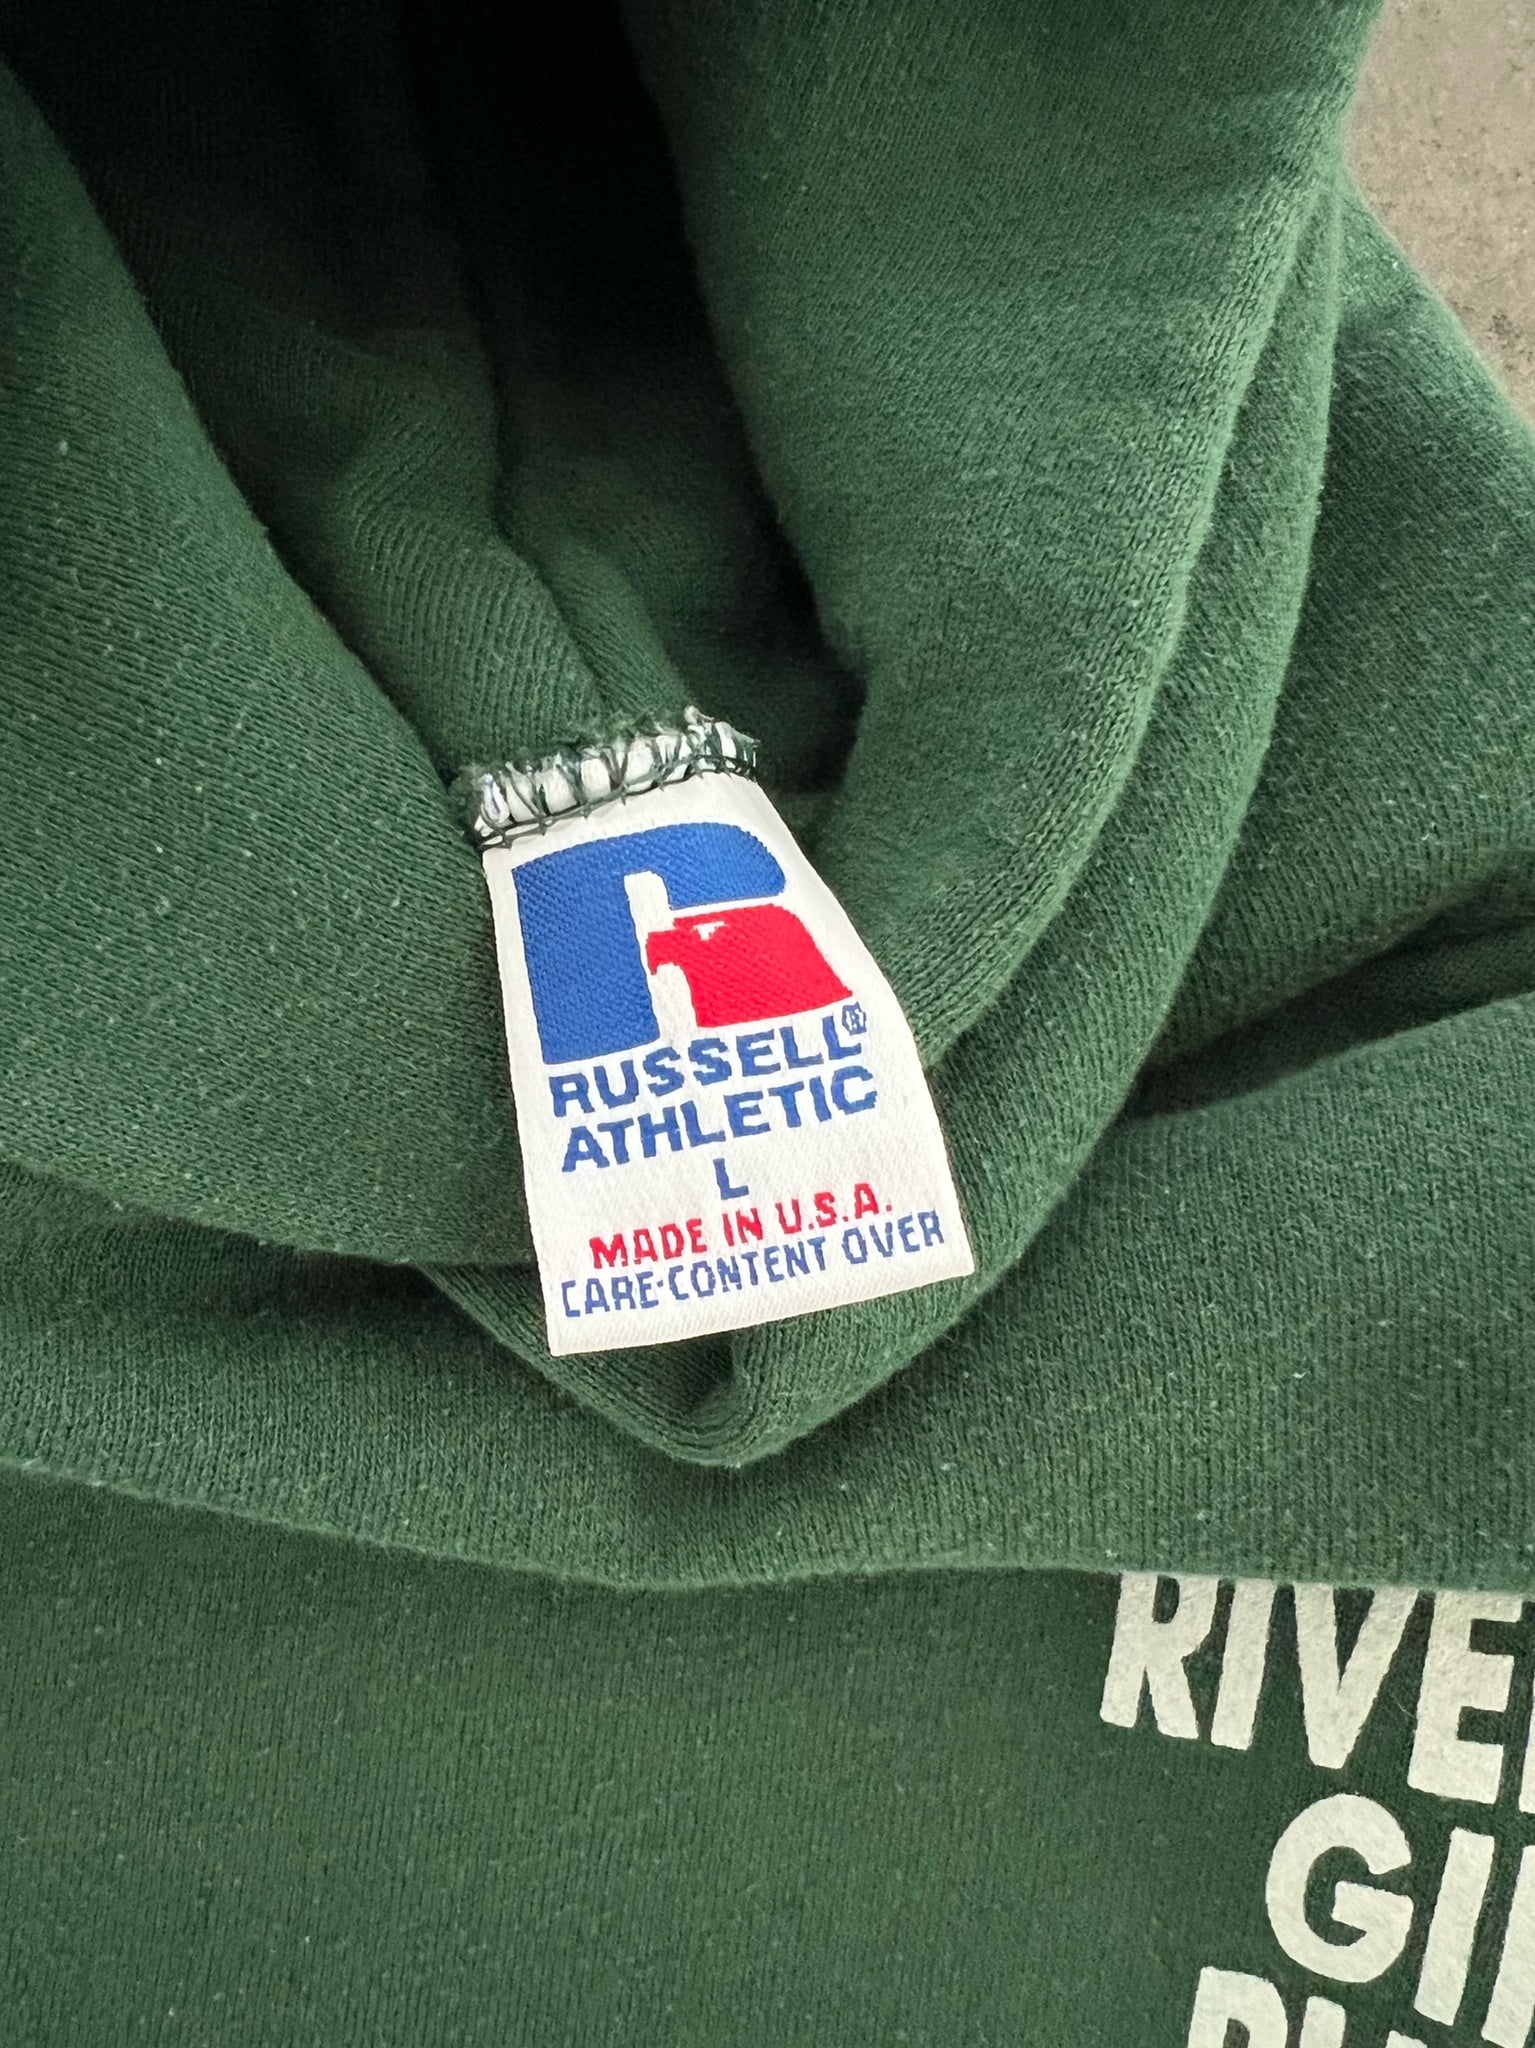 RUSSELL®
ATHLETIC
L
MADE IN U.S.A.
CARE-CONTENT OVER